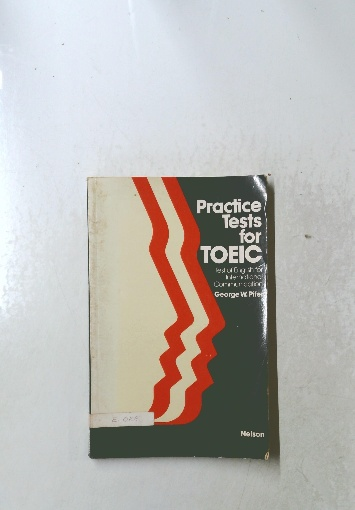 Practice
Tests
for
TOEIC
Test of English for
International
Communication
George W. Pifer
Nelson